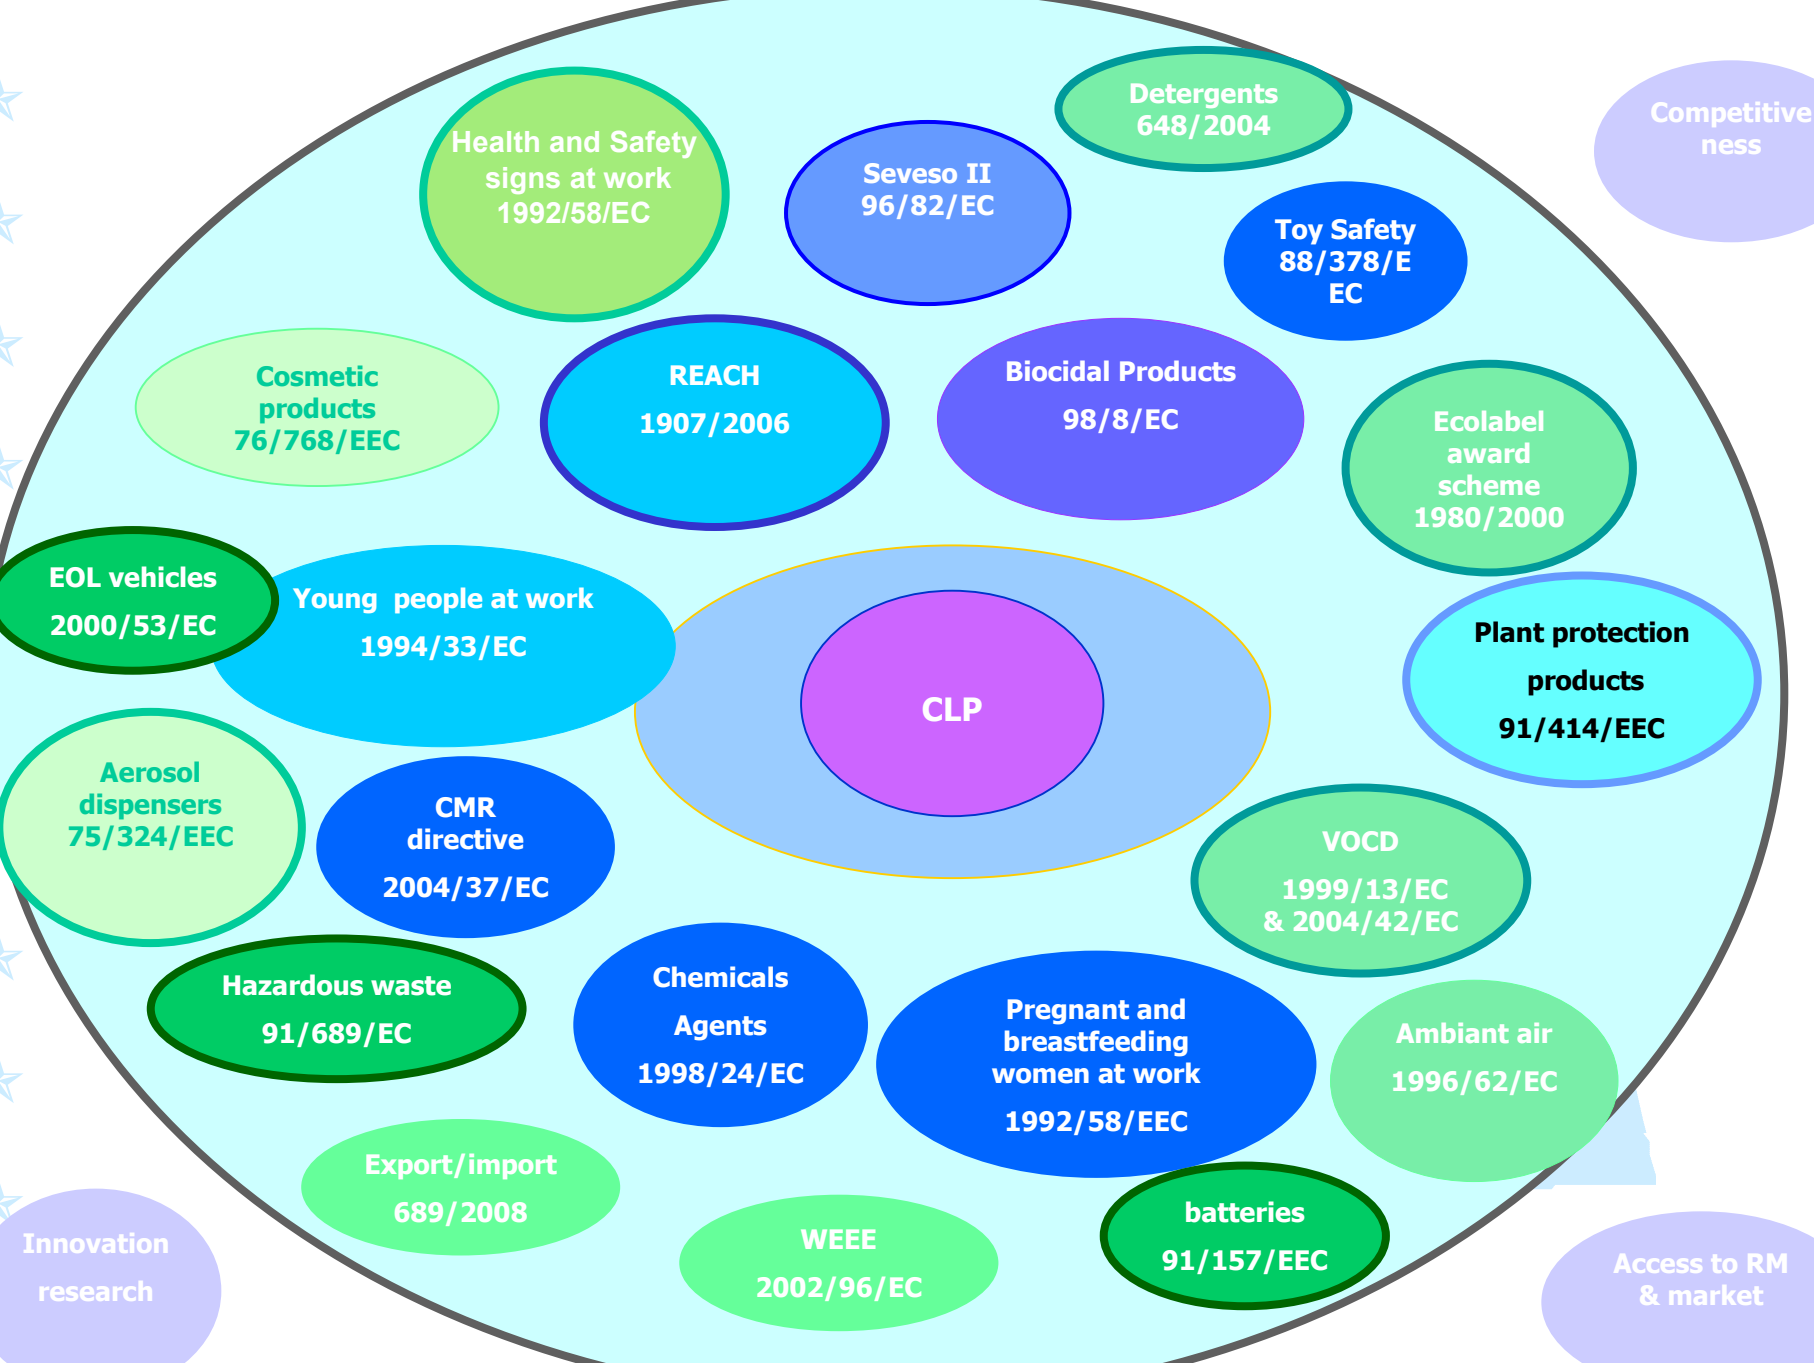 Detergents
648/2004
Competitive
ness
Health and Safety
signs at work
1992/58/EC
Seveso II
96/82/EC
Toy Safety
88/378/E
EC
Cosmetic
products
76/768/EEC
REACH
1907/2006
Biocidal Products
98/8/EC
Ecolabel
award
scheme
1980/2000
EOL vehicles
2000/53/EC
Young people at work
1994/33/EC
CLP
Plant protection
products
91/414/EEC
Aerosol
dispensers
75/324/EEC
CMR
directive
2004/37/EC
VOCD
1999/13/EC
& 2004/42/EC
Hazardous waste
91/689/EC
Chemicals
Agents
1998/24/EC
Pregnant and
breastfeeding
women at work
1992/58/EEC
Ambiant air
1996/62/EC
Export/import
689/2008
WEEE
2002/96/EC
batteries
91/157/EEC
Innovation
research
Access to RM
& market